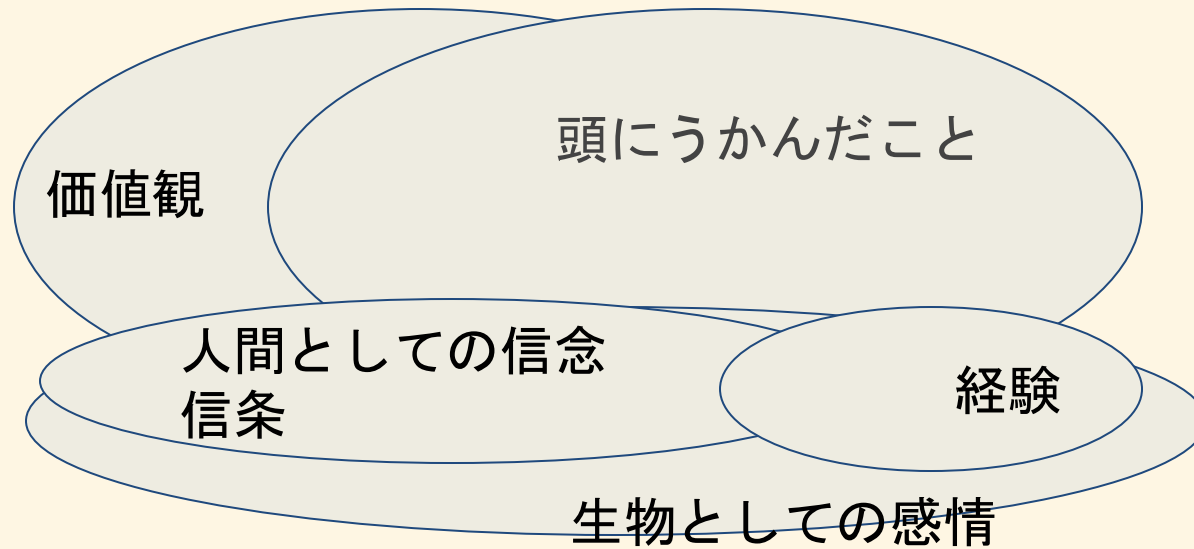 頭にうかんだこと
価値観
人間としての信念
信条
経験
生物としての感情